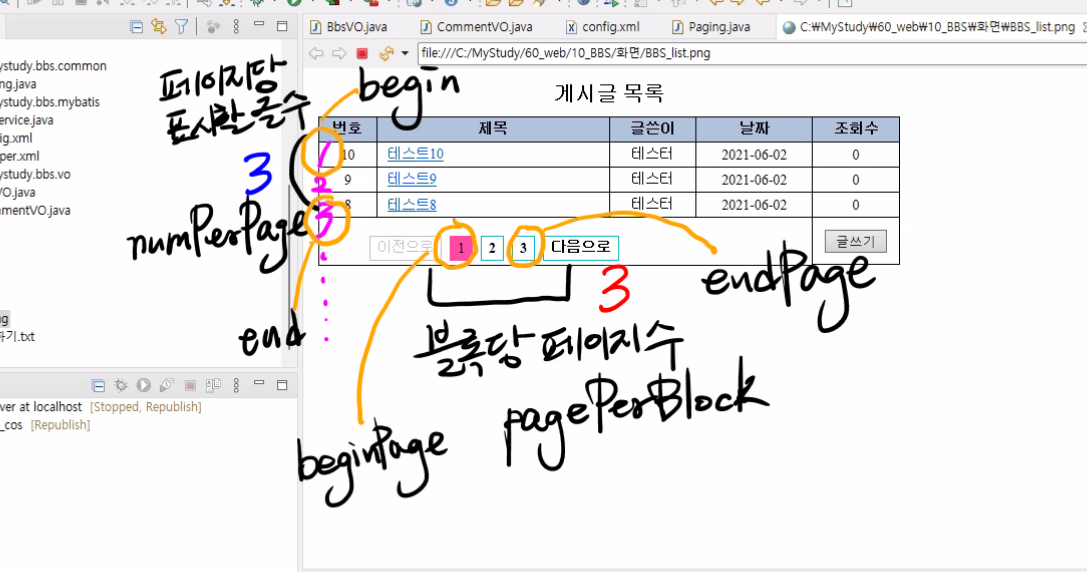 BbsVO.java
CommentVO.java
config.xml
Paging.java
C:₩MyStudy₩60_web₩10_BBS₩화면₩BBS_list.png
file:///C:/MyStudy/60_web/10_BBS/화면/BBS_list.png
ystudy.bbs.common
ng.java
ystudy.bbs.mybatis
ervice.java
ig.xml
per.xml
ystudy.bbs.vo
VO.java
mmentVO.java
ng
하기.txt
ver at localhost [Stopped, Republish]
_cos [Republish]
페이지당
표시할 글수
3
numPerPage
begin
end
1
2
3
게시글 목록
번호 제목 글쓴이 날짜 조회수
10 테스트10 테스터 2021-06-02 0
9 테스트9 테스터 2021-06-02 0
8 테스트8 테스터 2021-06-02 0
이전으로 1 2 3 다음으로 글쓰기
3
endPage
블록당 페이지수
pagePerBlock
beginPage